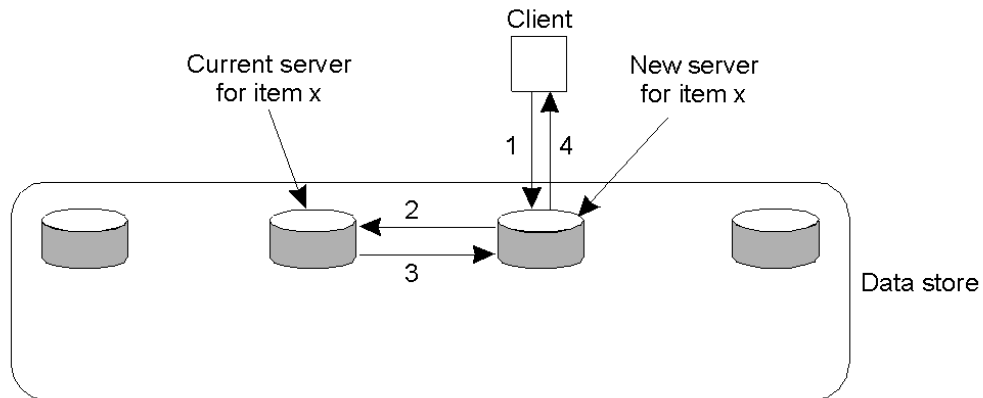 Client
Current server
for item x
New server
for item x
1
4
2
3
Data store